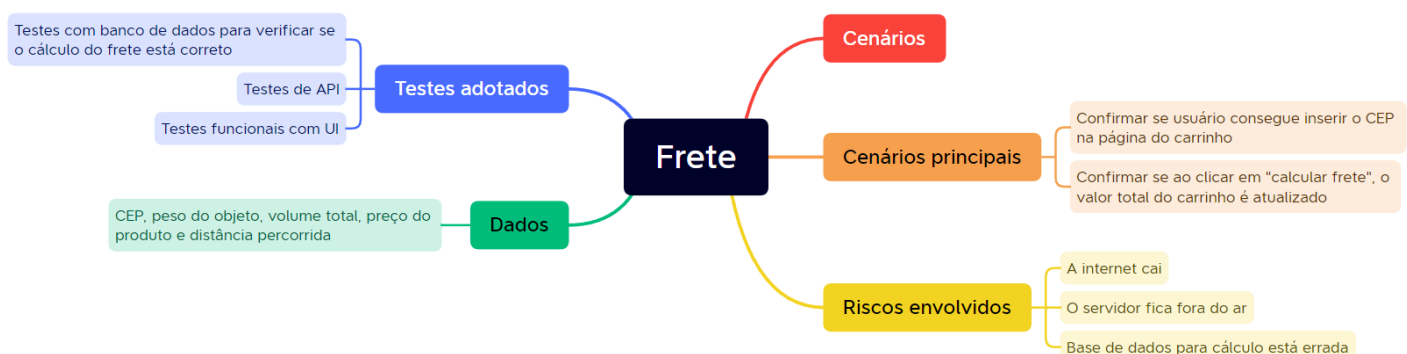 Testes com banco de dados para verificar se
o cálculo do frete está correto
Testes de API
Testes funcionais com UI
Testes adotados
CEP, peso do objeto, volume total, preço do
produto e distância percorrida
Dados
Frete
Cenários
Cenários principais
Confirmar se usuário consegue inserir o CEP
na página do carrinho
Confirmar se ao clicar em "calcular frete", o
valor total do carrinho é atualizado
Riscos envolvidos
A internet cai
O servidor fica fora do ar
Base de dados para cálculo está errada